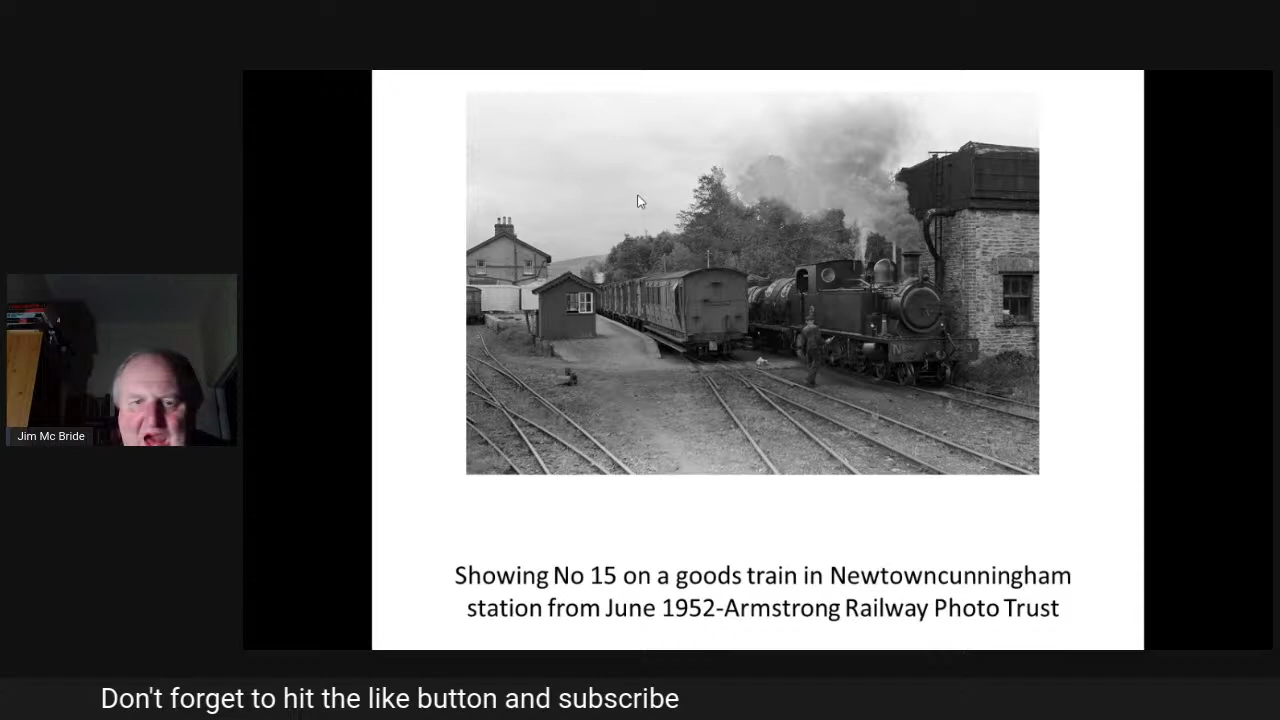 Jim Mc Bride
Showing No 15 on a goods train in Newtowncunningham
station from June 1952-Armstrong Railway Photo Trust
Don't forget to hit the like button and subscribe